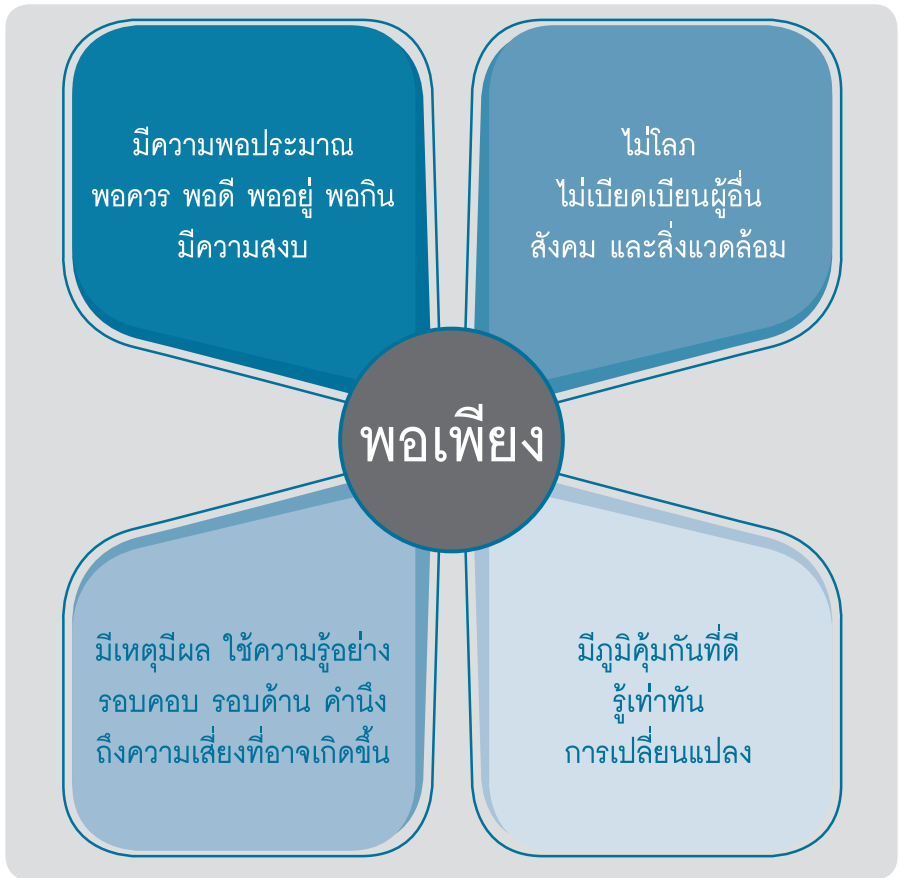 มีความพอประมาณ
พอควร พอดี พออยู่ พอกิน
มีความสงบ
ไม่โลภ
ไม่เบียดเบียนผู้อื่น
สังคม และสิ่งแวดล้อม
พอเพียง
มีเหตุมีผล ใช้ความรู้อย่าง
รอบคอบ รอบด้าน คำนึง
ถึงความเสี่ยงที่อาจเกิดขึ้น
มีภูมิคุ้มกันที่ดี
รู้เท่าทัน
การเปลี่ยนแปลง